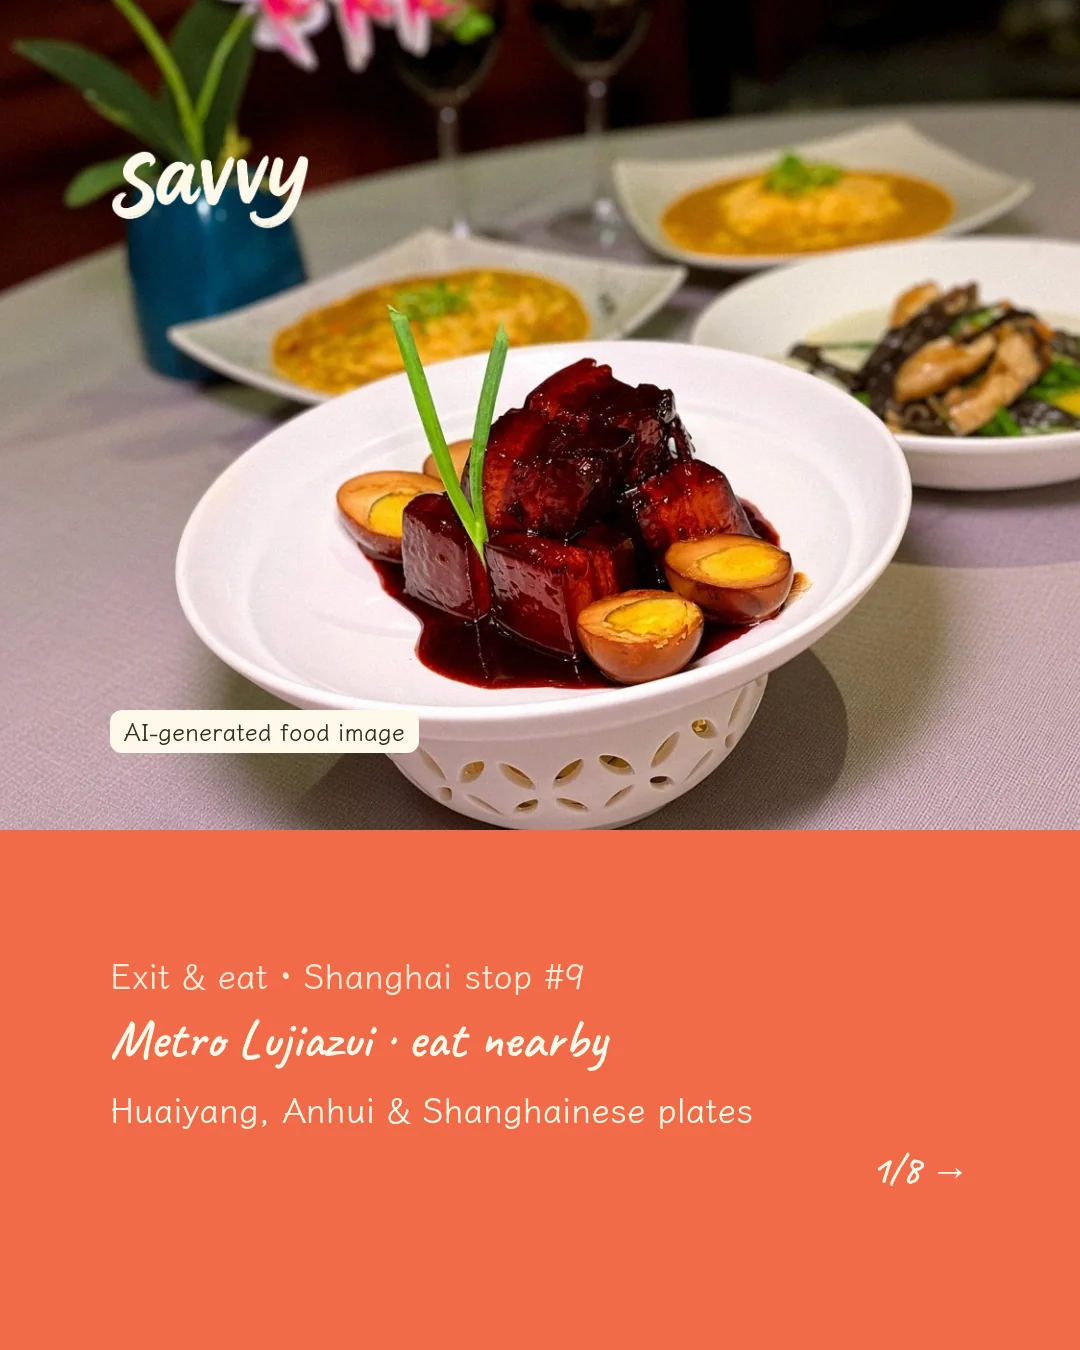 Savvy
AI-generated food image
Exit & eat • Shanghai stop #9
Metro Lujiazui · eat nearby
Huaiyang, Anhui & Shanghainese plates
1/8 →